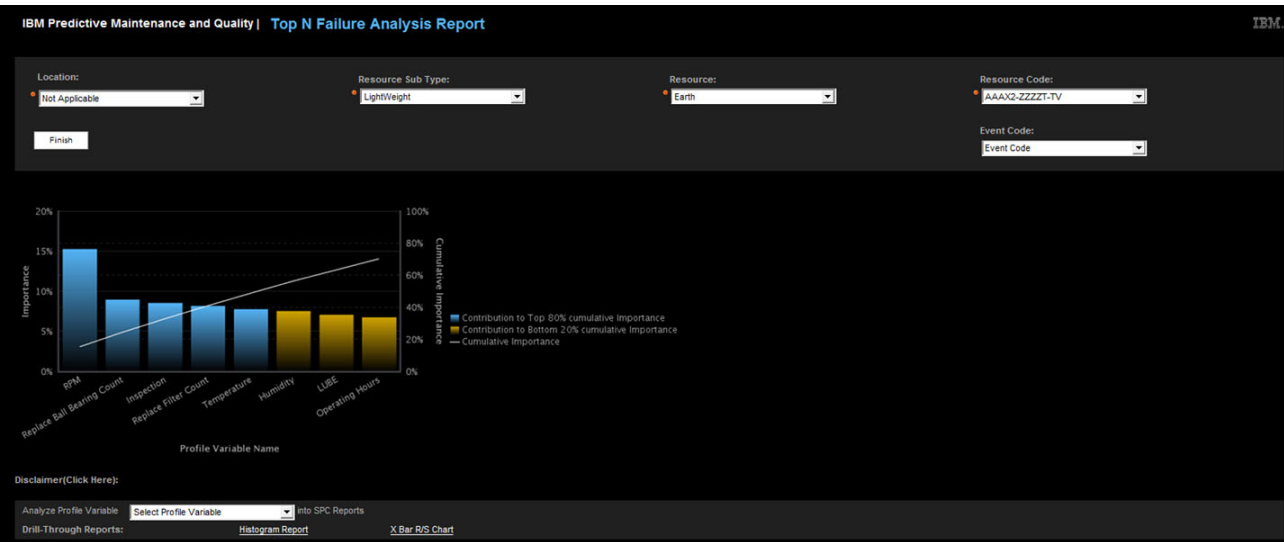 IBM Predictive Maintenance and Quality | Top N Failure Analysis Report
IBM.
Location: Resource Sub Type: Resource: Resource Code:
Not Applicable LightWeight Earth AAAX2-ZZZZT-TV
Finish
Event Code:
Event Code
20% 100%
15% 80%
10% 60%
5% 40%
0% 20%
0%
Importance
Cumulative Importance
Contribution to Top 80% cumulative Importance
Contribution to Bottom 20% cumulative Importance
Cumulative Importance
RPM
Replace Ball Bearing Count
Inspection
Replace Filter Count
Temperature
Humidity
LUBE
Operating Hours
Profile Variable Name
Disclaimer(Click Here):
Analyze Profile Variable Select Profile Variable into SPC Reports
Drill-Through Reports: Histogram Report X Bar R/S Chart